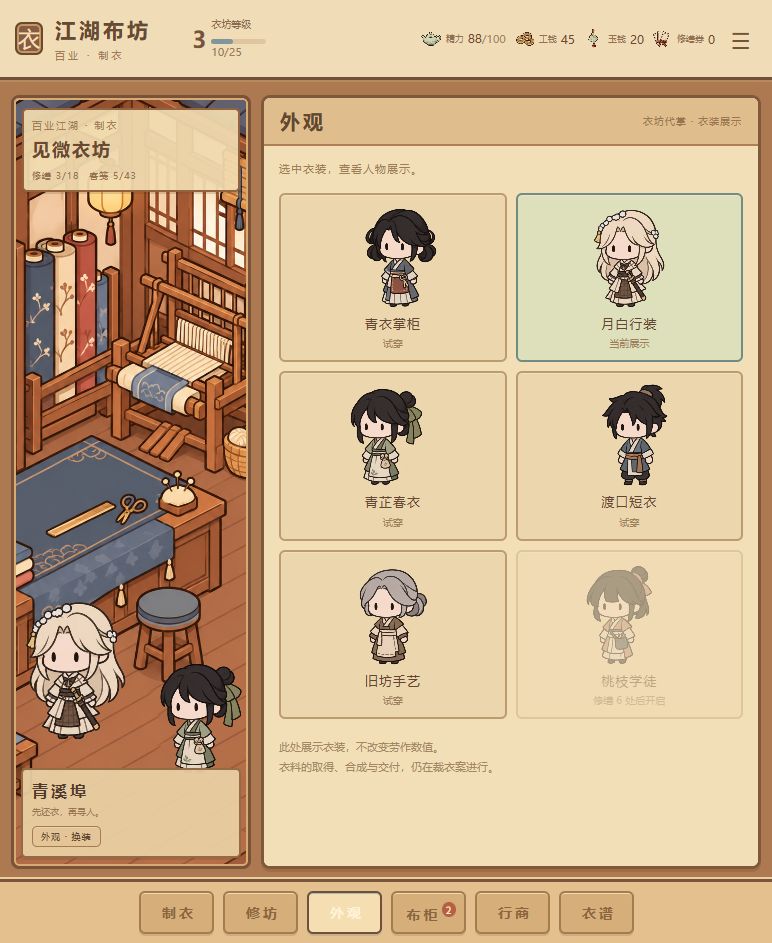 衣
江湖布坊
百业 · 制衣
3
衣坊等级
10/25
精力 88/100
工钱 45
玉钱 20
修缮券 0
百业江湖 · 制衣
见微衣坊
修缮 3/18 客笺 5/43
青溪埠
先还衣，再寻人。
外观 · 换装
外观
衣坊代掌 · 衣装展示
选中衣装，查看人物展示。
青衣掌柜
试穿
月白行装
当前展示
青芷春衣
试穿
渡口短衣
试穿
旧坊手艺
试穿
桃枝学徒
修缮 6 处后开启
此处展示衣装，不改变劳作数值。
衣料的取得、合成与交付，仍在裁衣案进行。
制衣
修坊
外观
布柜 2
行商
衣谱